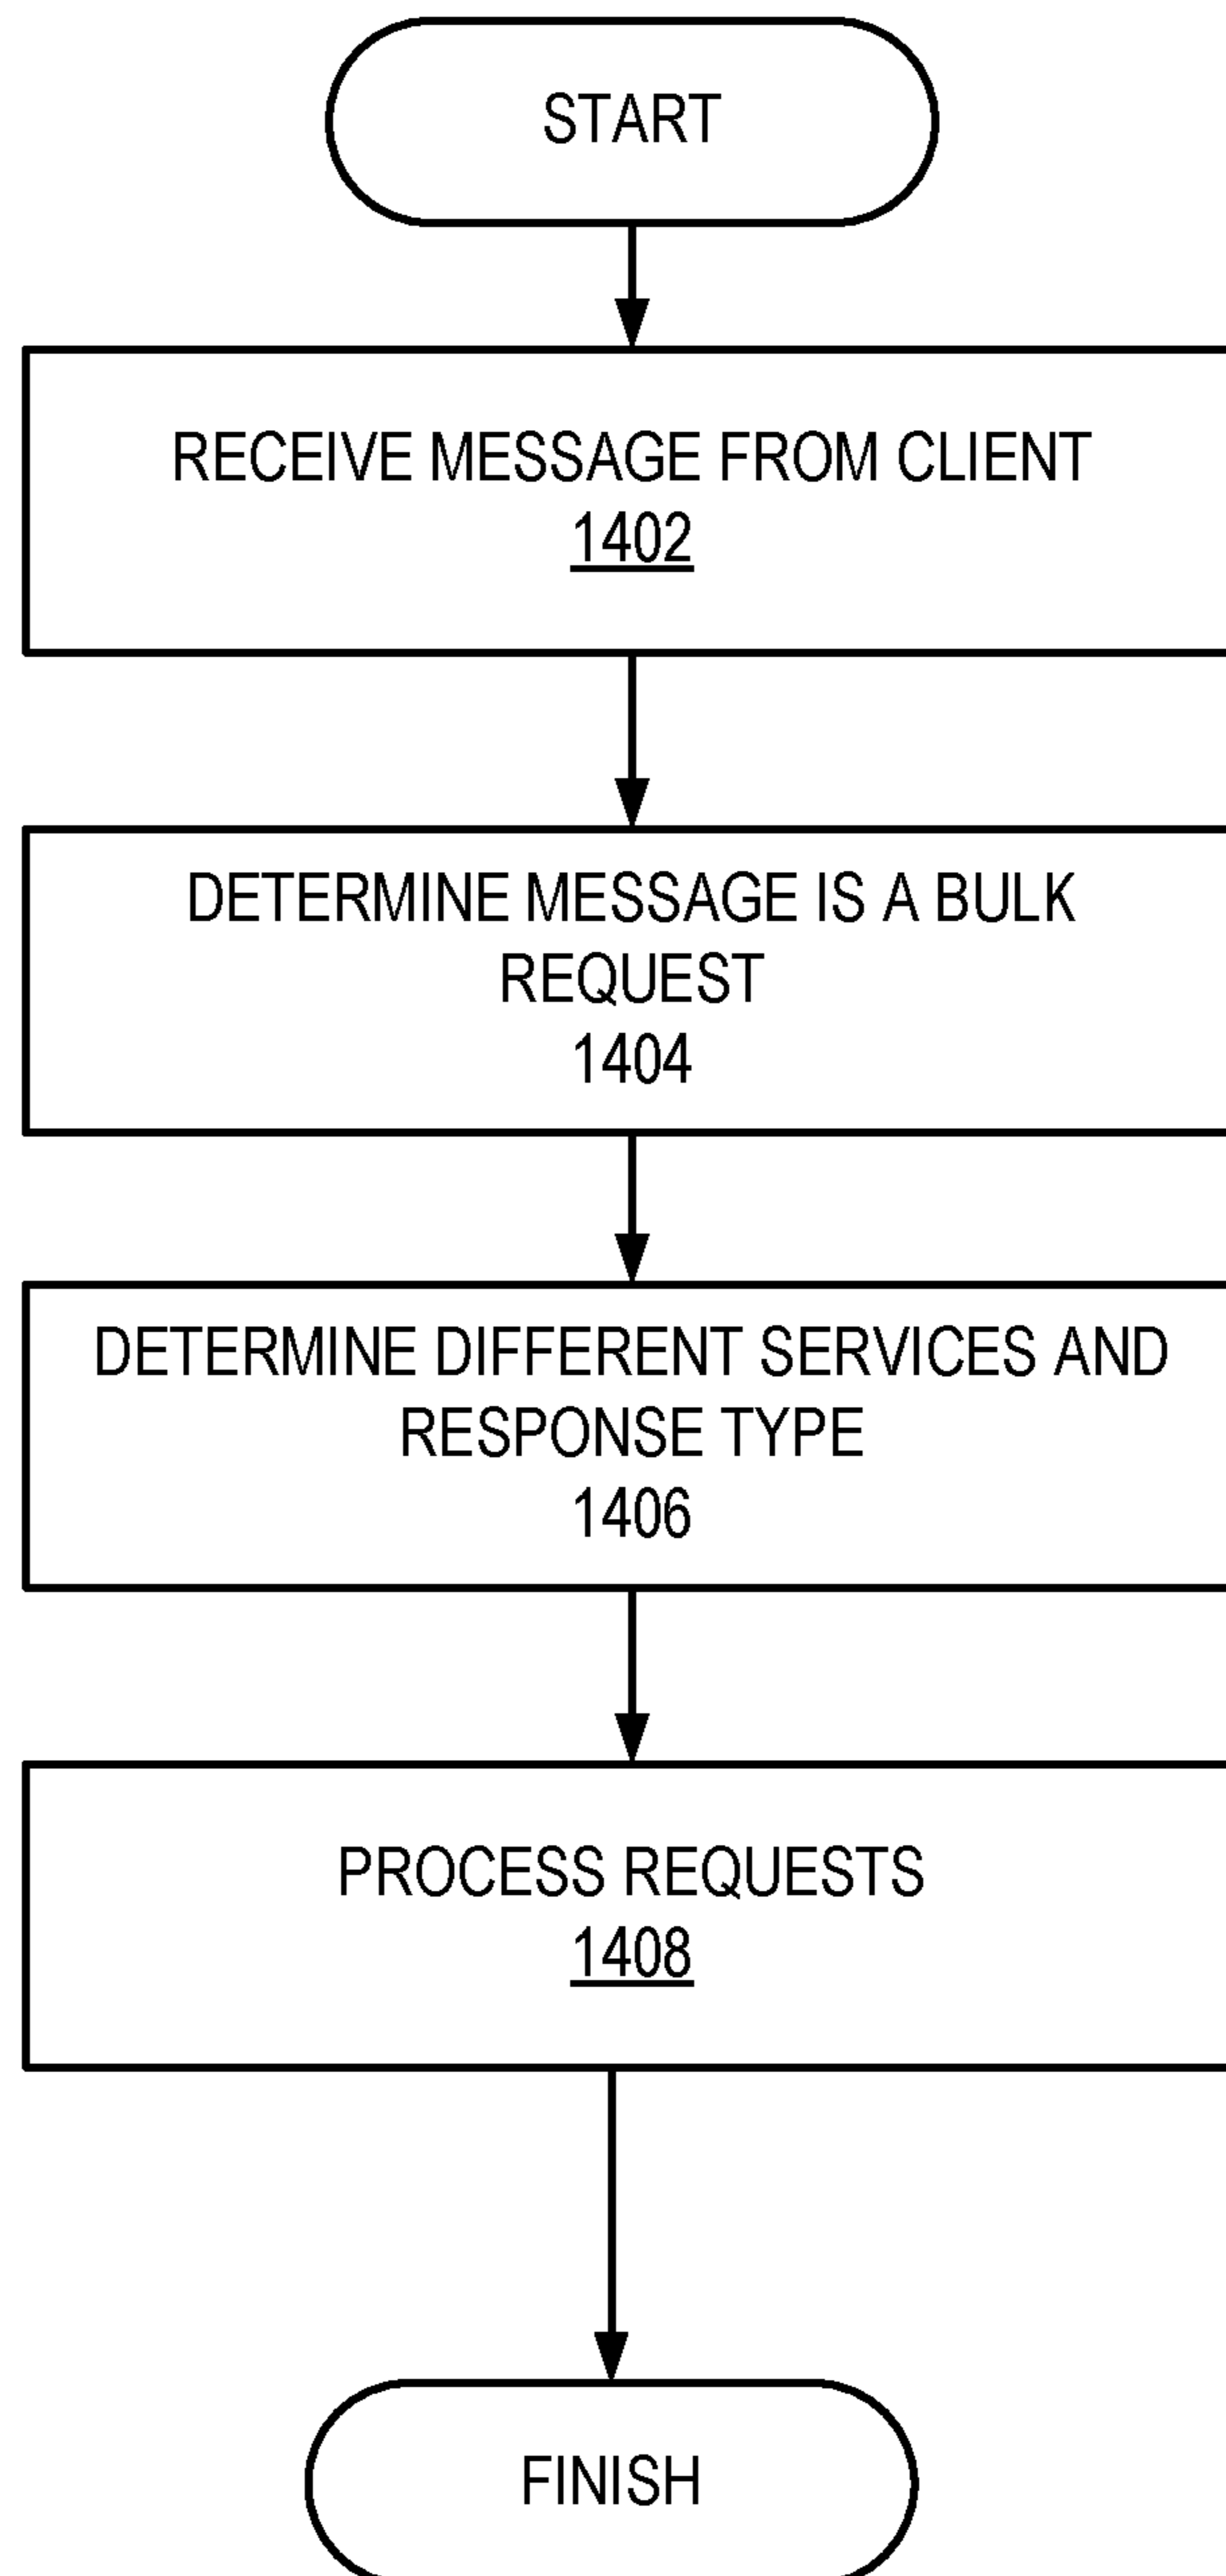 START
RECEIVE MESSAGE FROM CLIENT
1402
DETERMINE MESSAGE IS A BULK
REQUEST
1404
DETERMINE DIFFERENT SERVICES AND
RESPONSE TYPE
1406
PROCESS REQUESTS
1408
FINISH